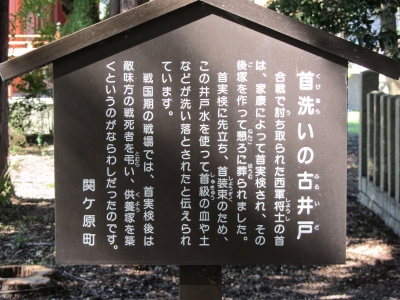 首洗いの古井戸
合戦で討ち取られた西軍将士の首
は、家康によって首実検され、その
後塚を作って懇ろに葬られました。
首実検に先立ち、首装束のため、
この井戸水を使って首級の血や土
などが洗い落とされたと伝えられ
ています。
戦国期の戦場では、首実検後は
敵味方の戦死者を弔い、供養塚を築
くというのがならわしだったのです。
関ケ原町